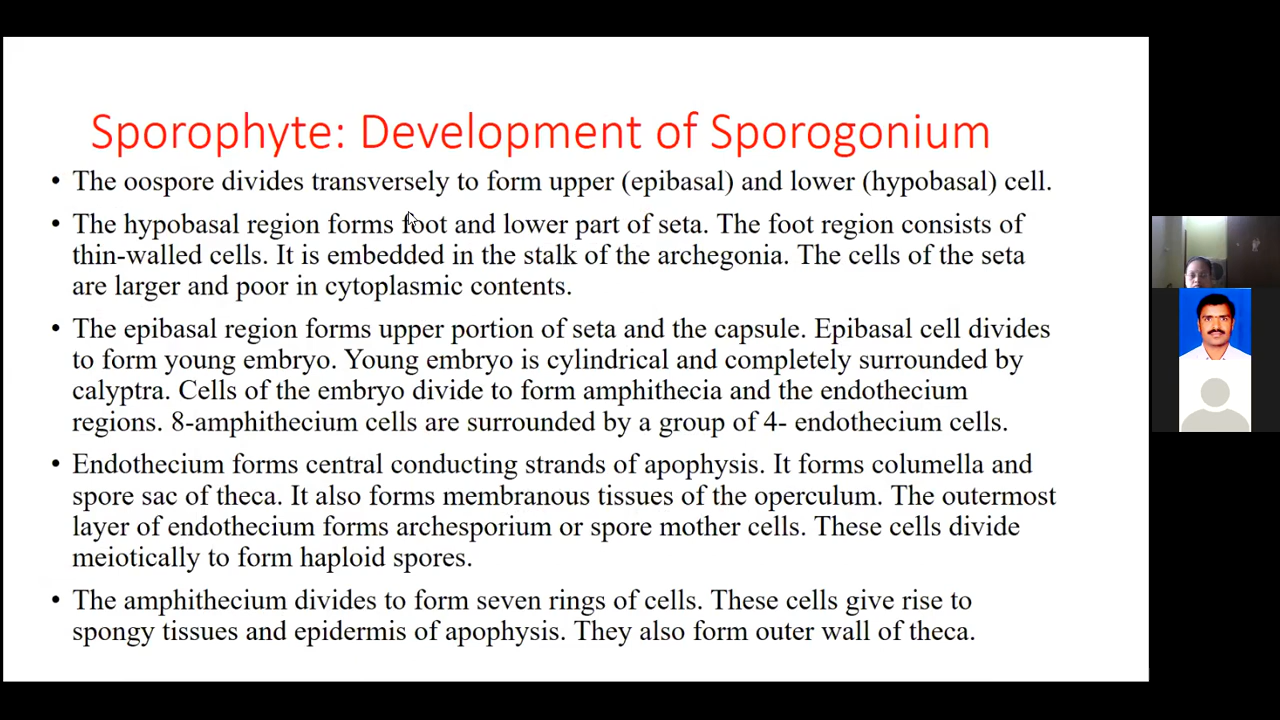 Sporophyte: Development of Sporogonium
• The oospore divides transversely to form upper (epibasal) and lower (hypobasal) cell.
• The hypobasal region forms foot and lower part of seta. The foot region consists of
thin-walled cells. It is embedded in the stalk of the archegonia. The cells of the seta
are larger and poor in cytoplasmic contents.
• The epibasal region forms upper portion of seta and the capsule. Epibasal cell divides
to form young embryo. Young embryo is cylindrical and completely surrounded by
calyptra. Cells of the embryo divide to form amphithecia and the endothecium
regions. 8-amphithecium cells are surrounded by a group of 4- endothecium cells.
• Endothecium forms central conducting strands of apophysis. It forms columella and
spore sac of theca. It also forms membranous tissues of the operculum. The outermost
layer of endothecium forms archesporium or spore mother cells. These cells divide
meiotically to form haploid spores.
• The amphithecium divides to form seven rings of cells. These cells give rise to
spongy tissues and epidermis of apophysis. They also form outer wall of theca.